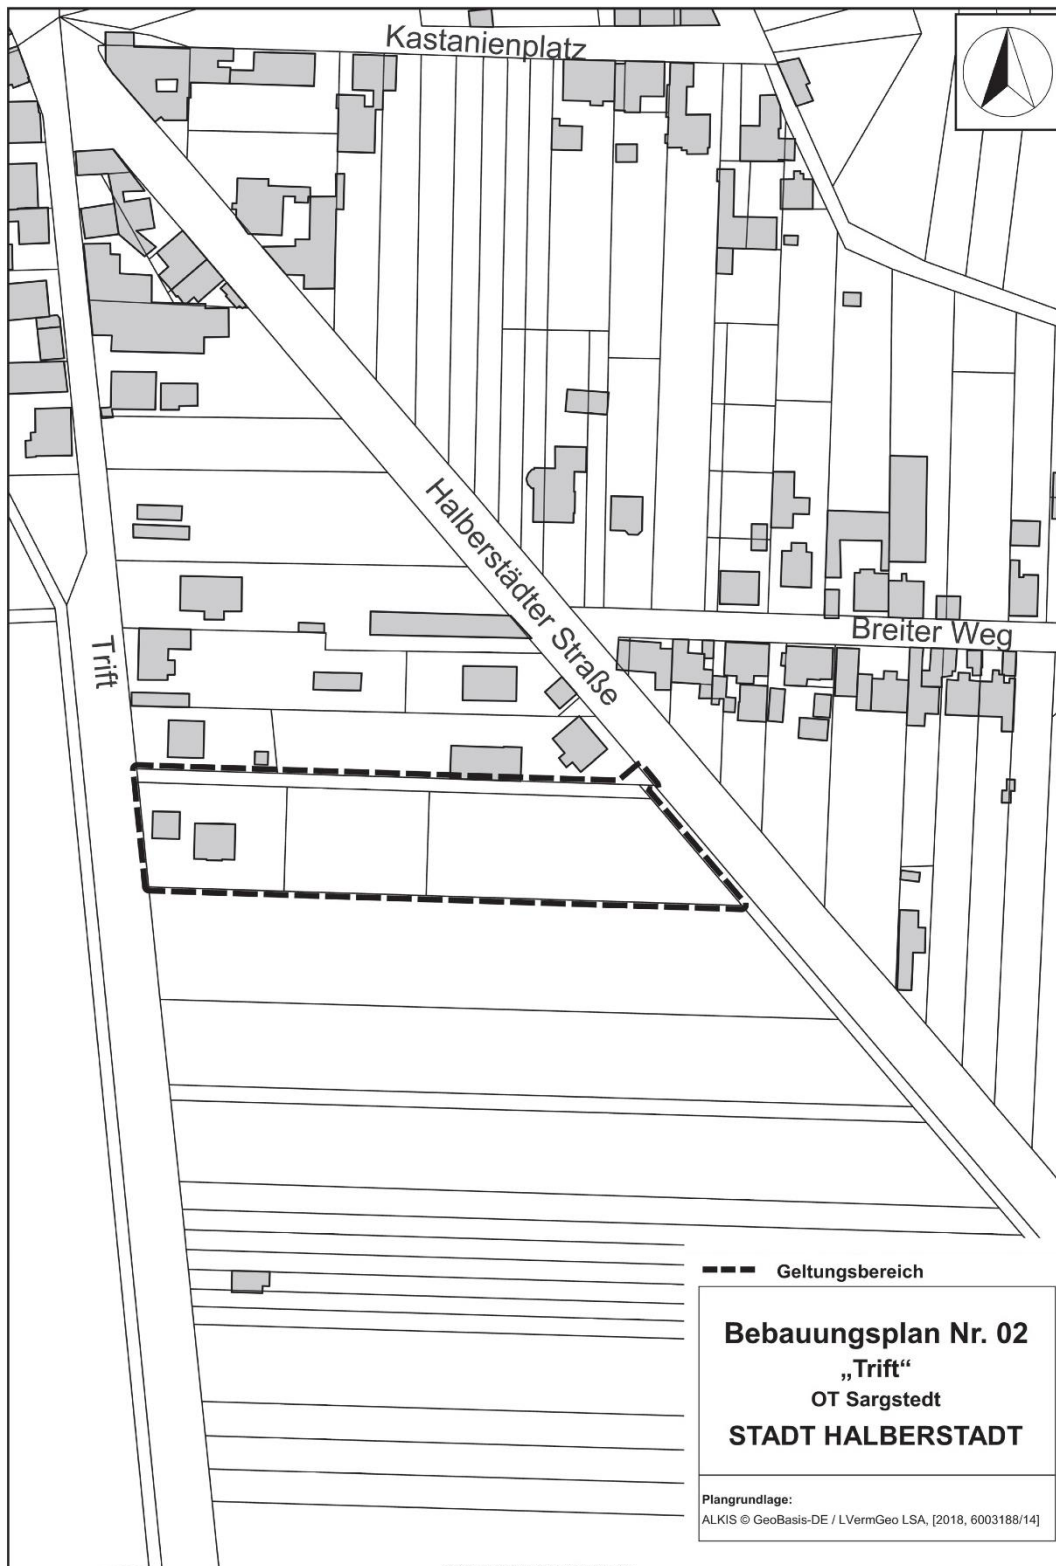 Kastanienplatz
Halberstädter Straße
Breiter Weg
Trift
Geltungsbereich
Bebauungsplan Nr. 02
„Trift“
OT Sargstedt
STADT HALBERSTADT
Plangrundlage:
ALKIS © GeoBasis-DE / LVermGeo LSA, [2018, 6003188/14]